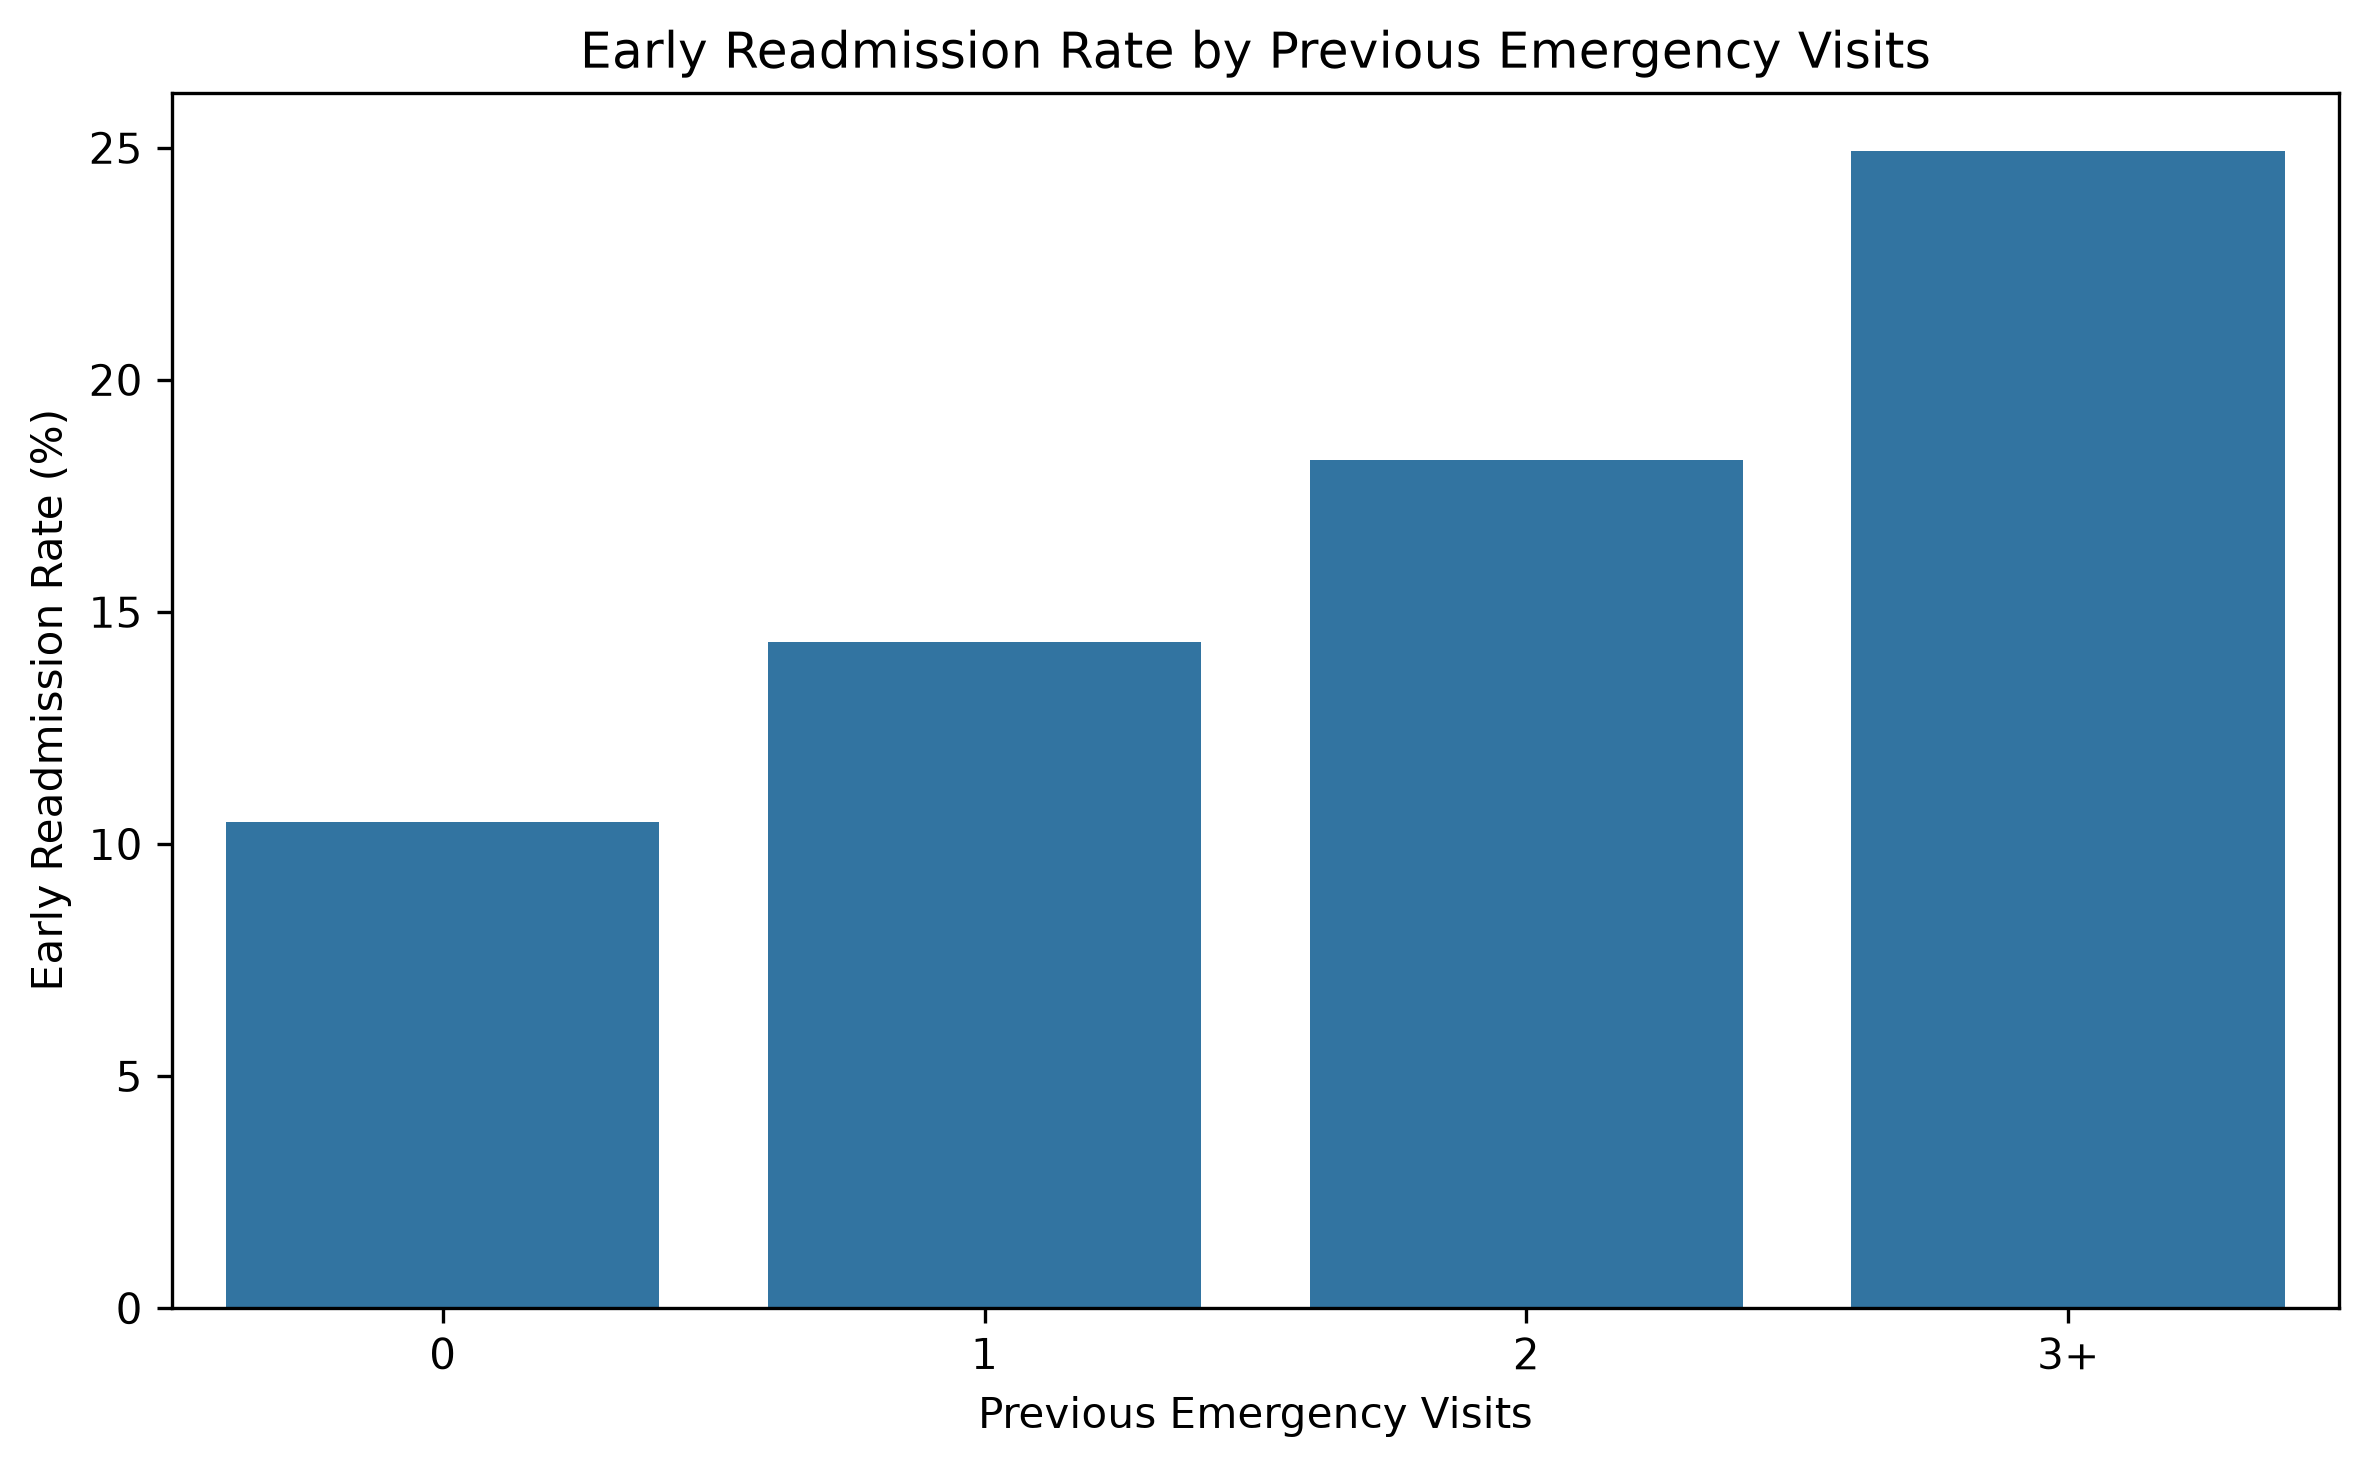 Early Readmission Rate by Previous Emergency Visits
Early Readmission Rate (%)
25
20
15
10
5
0
0 1 2 3+
Previous Emergency Visits